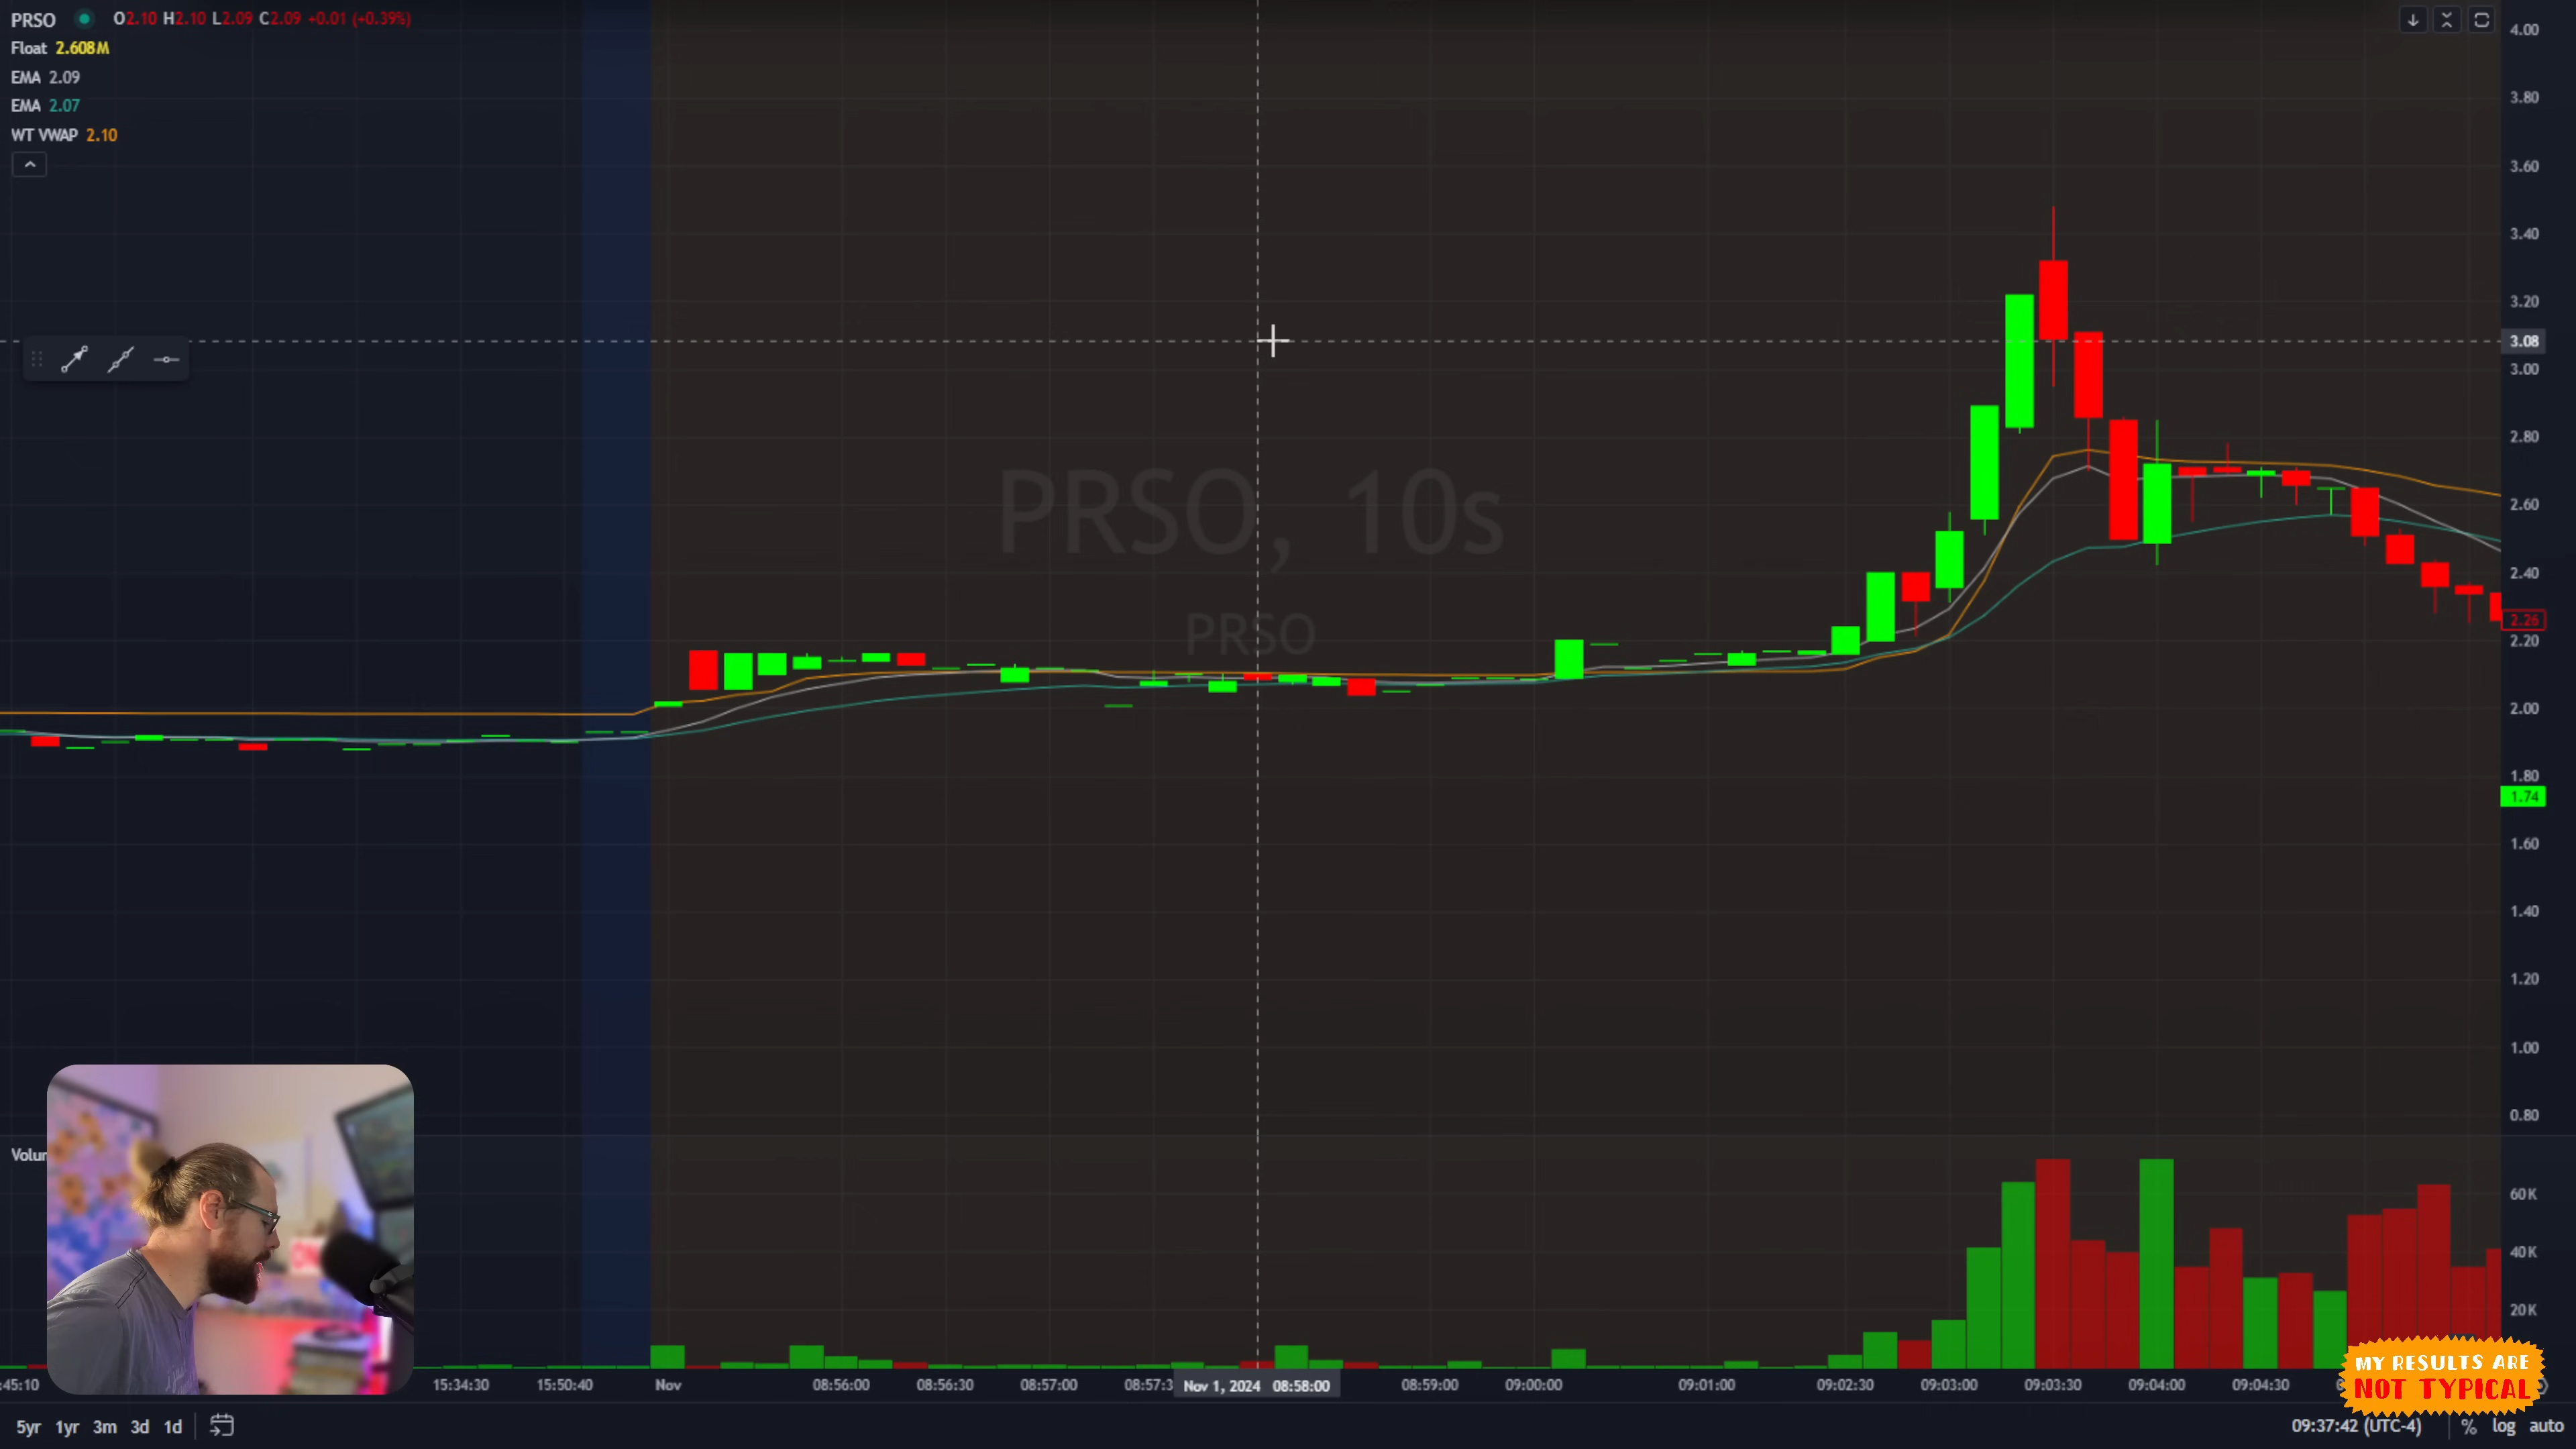 PRSO O2.10 H2.10 L2.09 C2.09 +0.01 (+0.39%)
Float 2.608M
EMA 2.09
EMA 2.07
WT VWAP 2.10
4.00
3.80
3.60
3.40
3.20
3.08
3.00
2.80
2.60
2.40
2.26
2.20
2.00
1.80
1.74
1.60
1.40
1.20
1.00
0.80
PRSO, 10s
PRSO
60K
40K
20K
:45:10 15:34:30 15:50:40 Nov 08:56:00 08:56:30 08:57:00 08:57:3 Nov 1, 2024 08:58:00 08:59:00 09:00:00 09:01:00 09:02:30 09:03:00 09:03:30 09:04:00 09:04:30
MY RESULTS ARE
NOT TYPICAL
5yr 1yr 3m 3d 1d 09:37:42 (UTC-4) % log auto